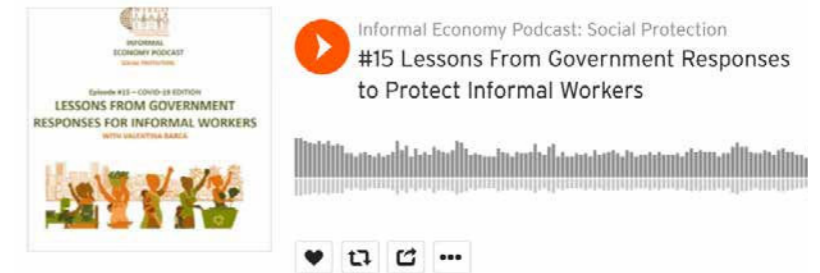 INFORMAL
ECONOMY PODCAST
SOCIAL PROTECTION
Episode #15 – COVID-19 EDITION
LESSONS FROM GOVERNMENT
RESPONSES FOR INFORMAL WORKERS
WITH VALENTINA BARCA
Informal Economy Podcast: Social Protection
#15 Lessons From Government Responses
to Protect Informal Workers